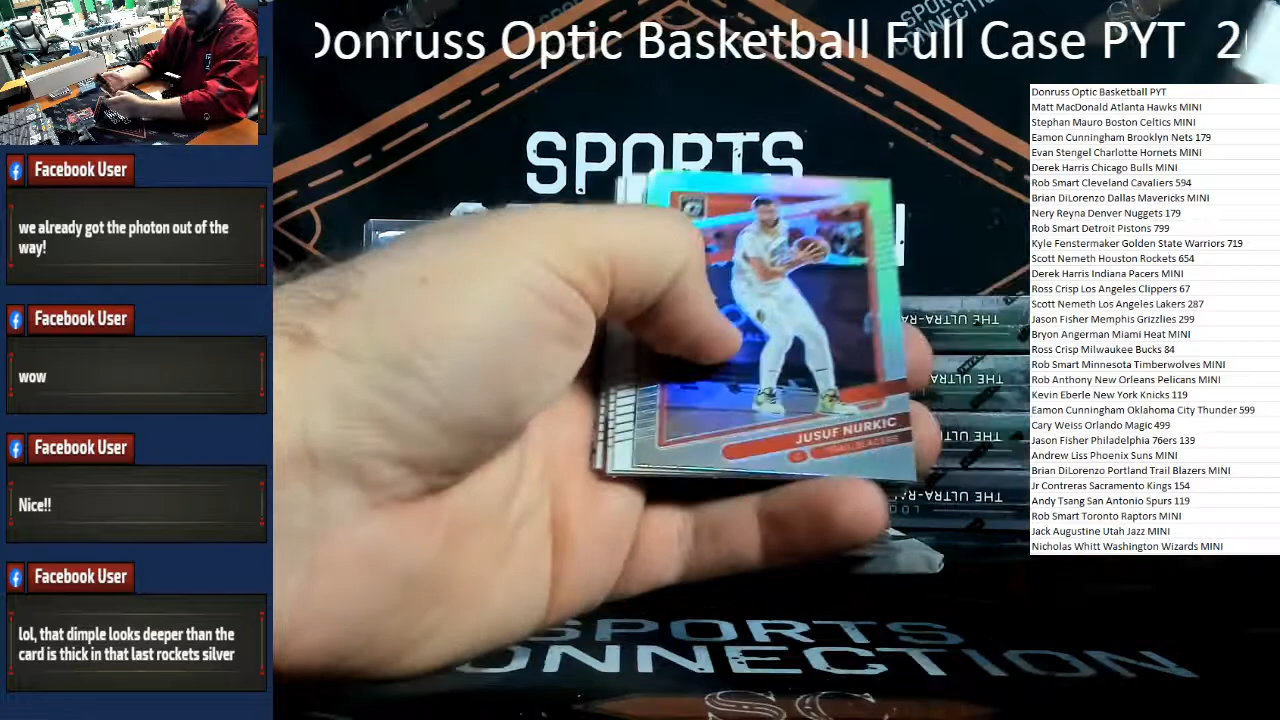 Donruss Optic Basketball Full Case PYT 2
Facebook User
we already got the photon out of the
way!
Facebook User
wow
Facebook User
Nice!!
Facebook User
lol, that dimple looks deeper than the
card is thick in that last rockets silver
SPORTS
JUSUF NURKIC
TRAIL BLAZERS
THE ULTRA-RA
THE ULTRA-RA
SPORTS
CONNECTION
SC
Donruss Optic Basketball PYT
Matt MacDonald Atlanta Hawks MINI
Stephan Mauro Boston Celtics MINI
Eamon Cunningham Brooklyn Nets 179
Evan Stengel Charlotte Hornets MINI
Derek Harris Chicago Bulls MINI
Rob Smart Cleveland Cavaliers 594
Brian DiLorenzo Dallas Mavericks MINI
Nery Reyna Denver Nuggets 179
Rob Smart Detroit Pistons 799
Kyle Fenstermaker Golden State Warriors 719
Scott Nemeth Houston Rockets 654
Derek Harris Indiana Pacers MINI
Ross Crisp Los Angeles Clippers 67
Scott Nemeth Los Angeles Lakers 287
Jason Fisher Memphis Grizzlies 299
Bryon Angerman Miami Heat MINI
Ross Crisp Milwaukee Bucks 84
Rob Smart Minnesota Timberwolves MINI
Rob Anthony New Orleans Pelicans MINI
Kevin Eberle New York Knicks 119
Eamon Cunningham Oklahoma City Thunder 599
Cary Weiss Orlando Magic 499
Jason Fisher Philadelphia 76ers 139
Andrew Liss Phoenix Suns MINI
Brian DiLorenzo Portland Trail Blazers MINI
Jr Contreras Sacramento Kings 154
Andy Tsang San Antonio Spurs 119
Rob Smart Toronto Raptors MINI
Jack Augustine Utah Jazz MINI
Nicholas Whitt Washington Wizards MINI